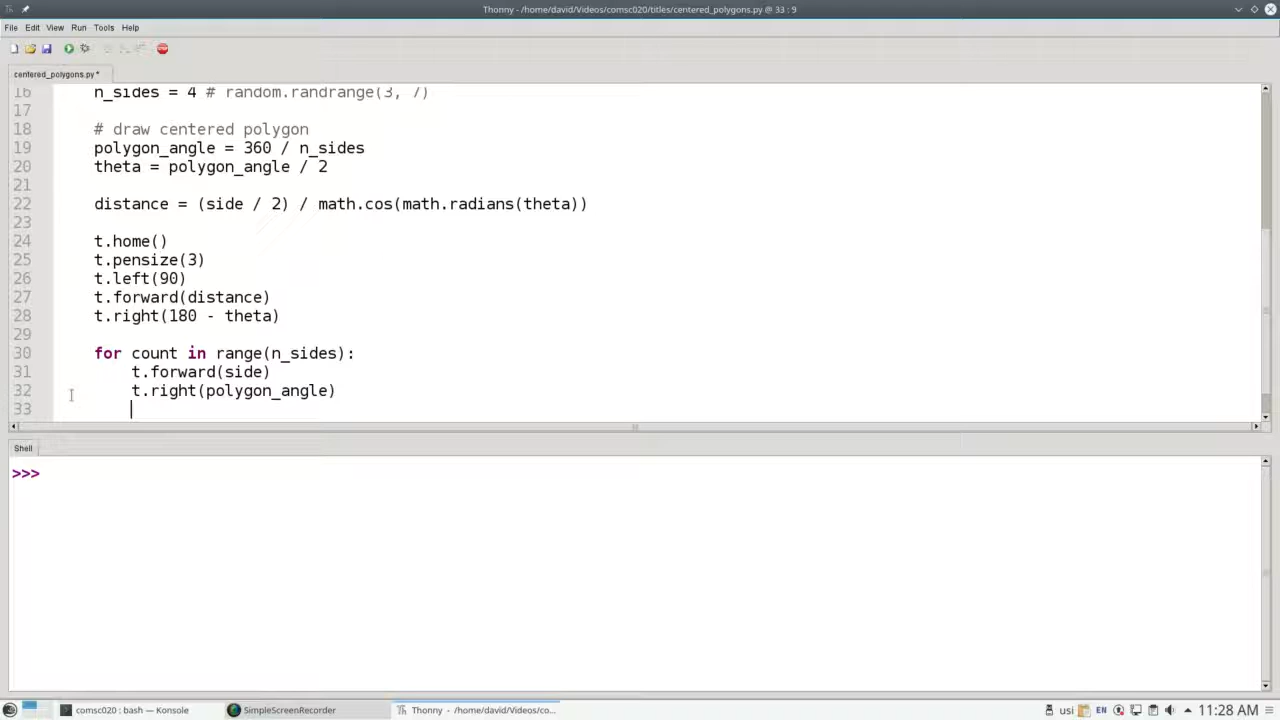 Thonny - /home/david/Videos/comsc020/titles/centered_polygons.py @ 33 : 9
File Edit View Run Tools Help
centered_polygons.py *
16 n_sides = 4 # random.randrange(3, 7)
17
18 # draw centered polygon
19 polygon_angle = 360 / n_sides
20 theta = polygon_angle / 2
21
22 distance = (side / 2) / math.cos(math.radians(theta))
23
24 t.home()
25 t.pensize(3)
26 t.left(90)
27 t.forward(distance)
28 t.right(180 - theta)
29
30 for count in range(n_sides):
31 t.forward(side)
32 t.right(polygon_angle)
33
Shell
>>>
comsc020 : bash — Konsole SimpleScreenRecorder Thonny - /home/david/Videos/co... usi EN 11:28 AM